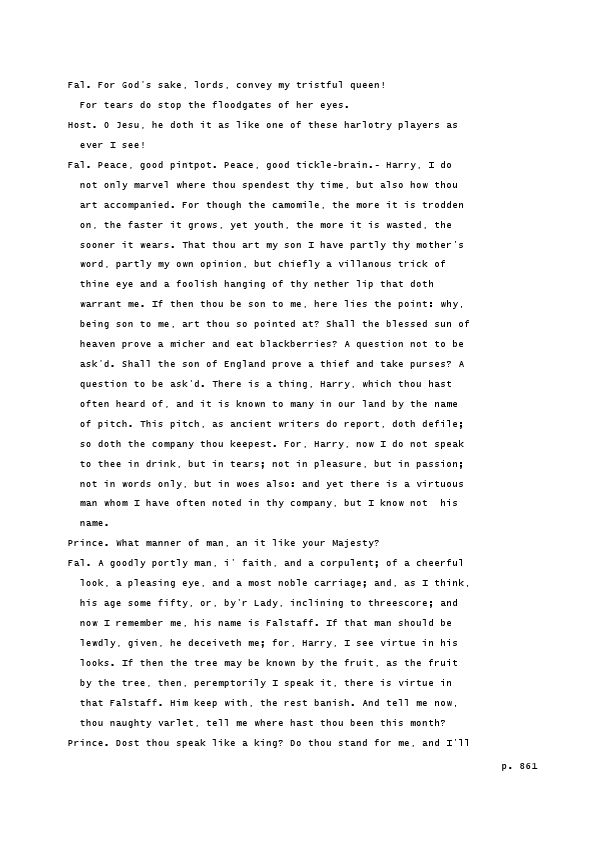 Fal. For God's sake, lords, convey my tristful queen!
For tears do stop the floodgates of her eyes.
Host. O Jesu, he doth it as like one of these harlotry players as
ever I see!
Fal. Peace, good pintpot. Peace, good tickle-brain.- Harry, I do
not only marvel where thou spendest thy time, but also how thou
art accompanied. For though the camomile, the more it is trodden
on, the faster it grows, yet youth, the more it is wasted, the
sooner it wears. That thou art my son I have partly thy mother's
word, partly my own opinion, but chiefly a villanous trick of
thine eye and a foolish hanging of thy nether lip that doth
warrant me. If then thou be son to me, here lies the point: why,
being son to me, art thou so pointed at? Shall the blessed sun of
heaven prove a micher and eat blackberries? A question not to be
ask'd. Shall the son of England prove a thief and take purses? A
question to be ask'd. There is a thing, Harry, which thou hast
often heard of, and it is known to many in our land by the name
of pitch. This pitch, as ancient writers do report, doth defile;
so doth the company thou keepest. For, Harry, now I do not speak
to thee in drink, but in tears; not in pleasure, but in passion;
not in words only, but in woes also: and yet there is a virtuous
man whom I have often noted in thy company, but I know not  his
name.
Prince. What manner of man, an it like your Majesty?
Fal. A goodly portly man, i' faith, and a corpulent; of a cheerful
look, a pleasing eye, and a most noble carriage; and, as I think,
his age some fifty, or, by'r Lady, inclining to threescore; and
now I remember me, his name is Falstaff. If that man should be
lewdly, given, he deceiveth me; for, Harry, I see virtue in his
looks. If then the tree may be known by the fruit, as the fruit
by the tree, then, peremptorily I speak it, there is virtue in
that Falstaff. Him keep with, the rest banish. And tell me now,
thou naughty varlet, tell me where hast thou been this month?
Prince. Dost thou speak like a king? Do thou stand for me, and I'll
p. 861